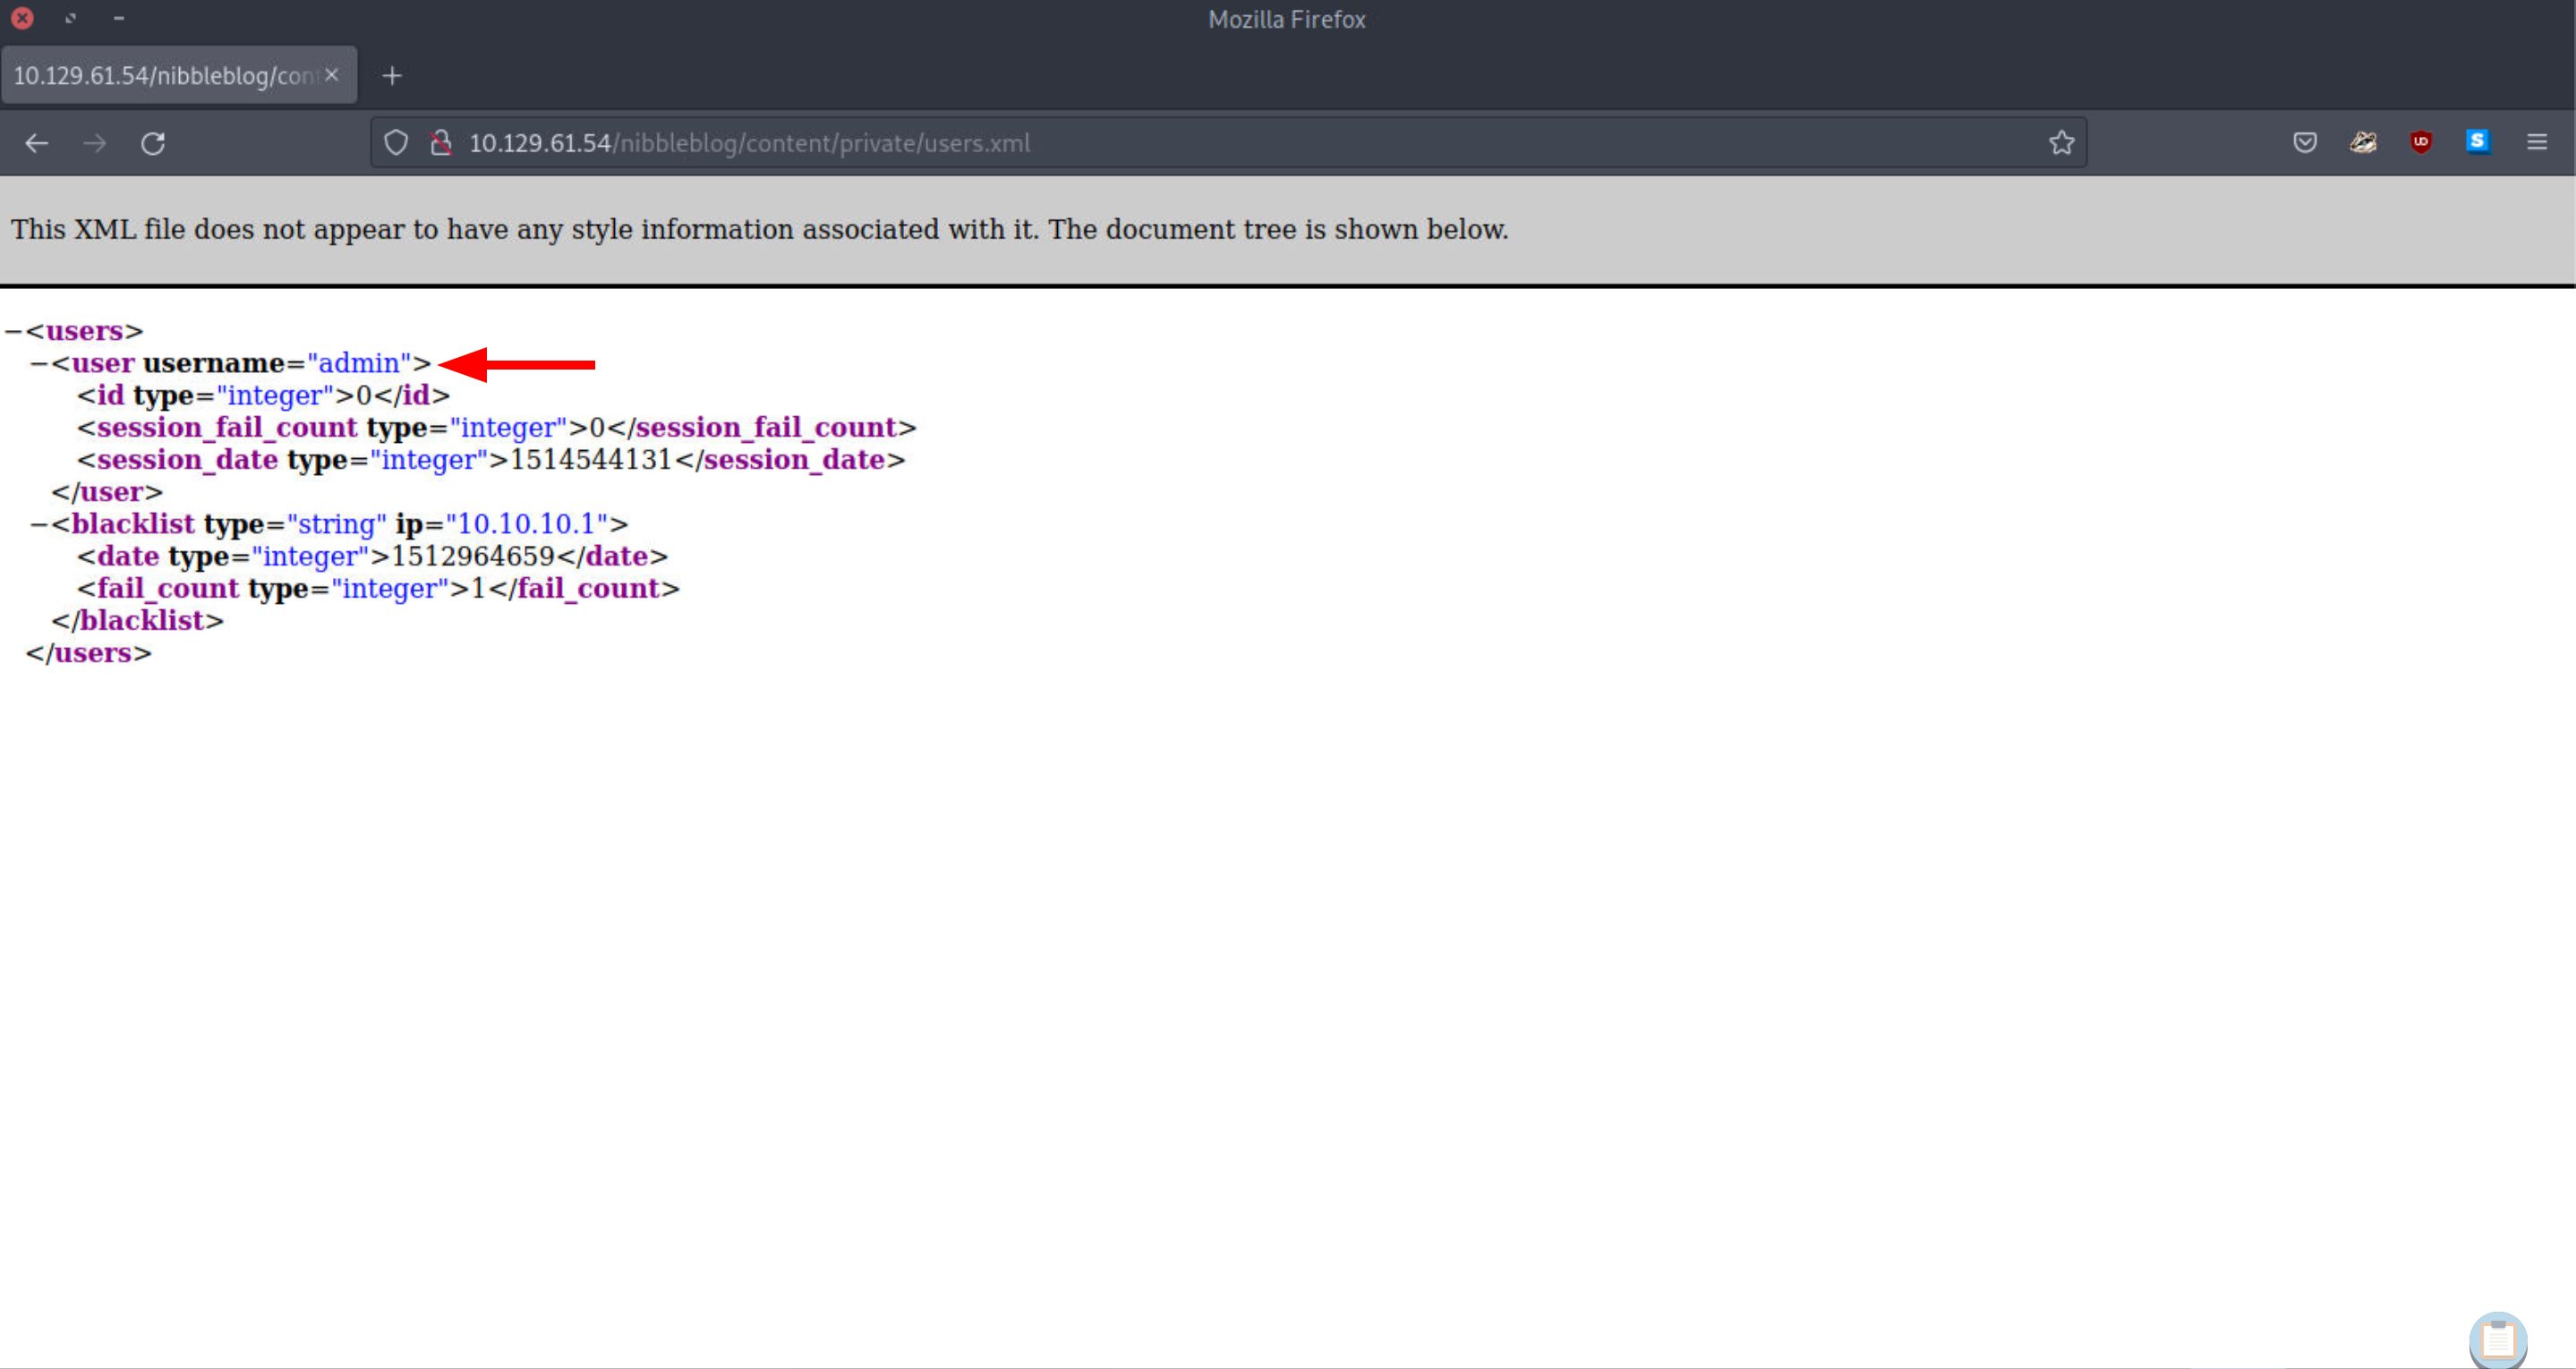 Mozilla Firefox
10.129.61.54/nibbleblog/con
10.129.61.54/nibbleblog/content/private/users.xml
UD
S
This XML file does not appear to have any style information associated with it. The document tree is shown below.
−<users>
−<user username="admin">
<id type="integer">0</id>
<session_fail_count type="integer">0</session_fail_count>
<session_date type="integer">1514544131</session_date>
</user>
−<blacklist type="string" ip="10.10.10.1">
<date type="integer">1512964659</date>
<fail_count type="integer">1</fail_count>
</blacklist>
</users>